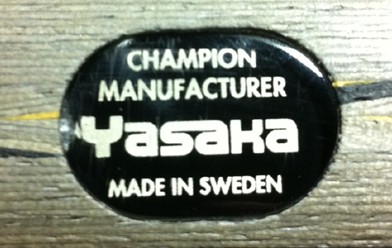 CHAMPION
MANUFACTURER
Yasaka
MADE IN SWEDEN